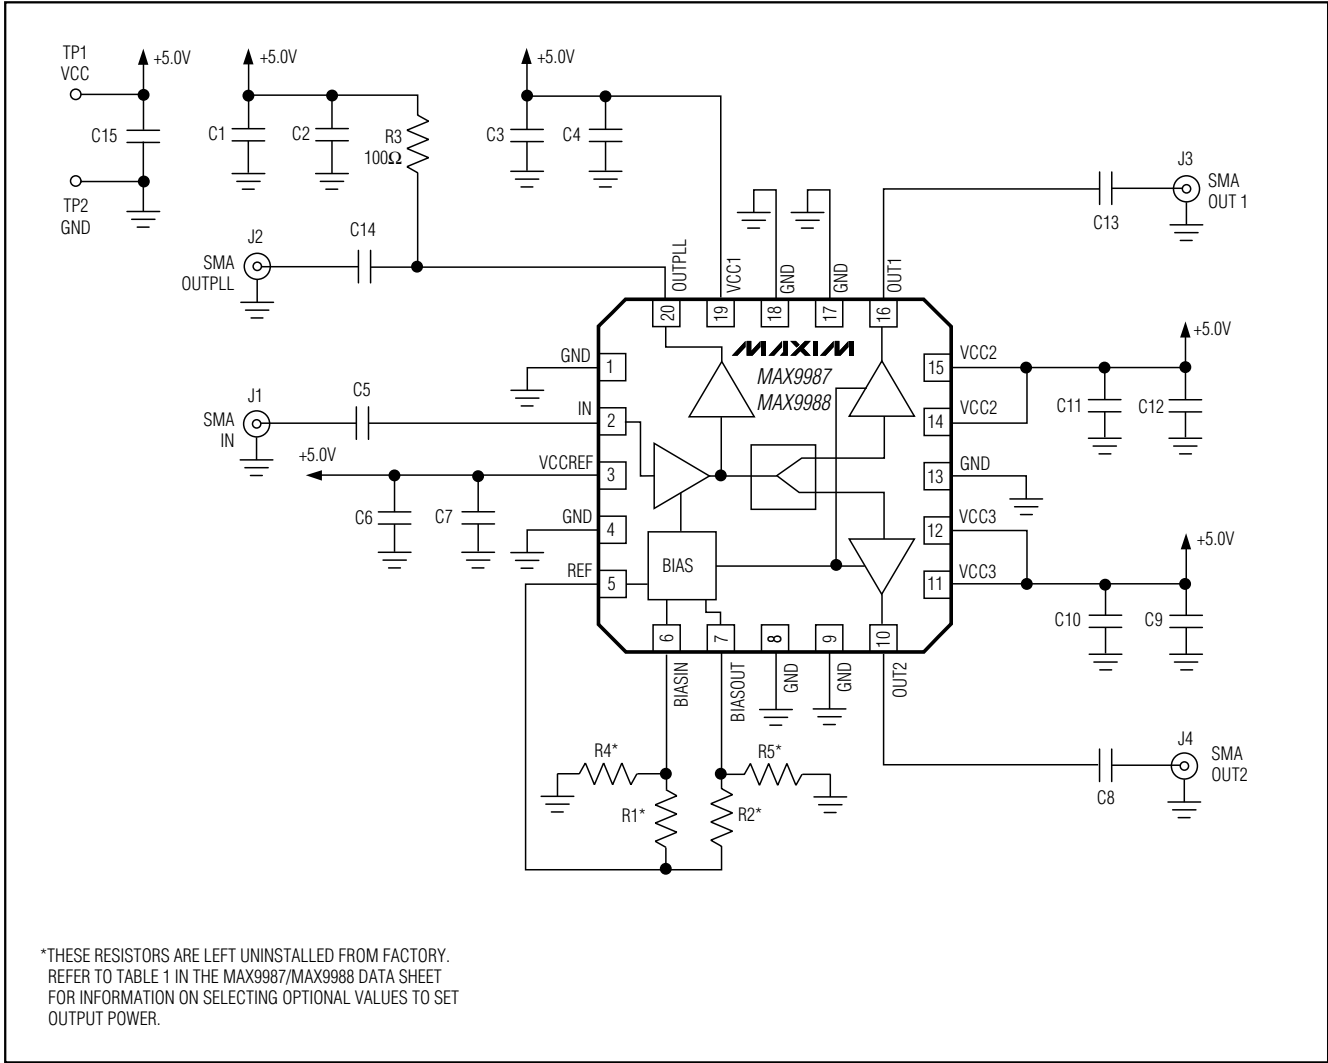 TP1
VCC
+5.0V
+5.0V
+5.0V
C15
C1
C2
R3
100Ω
C3
C4
TP2
GND
J3
SMA
OUT 1
C13
J2
SMA
OUTPLL
C14
OUTPLL
VCC1
GND
GND
OUT1
20
19
18
17
16
MAXIM
MAX9987
MAX9988
GND
1
15
VCC2
+5.0V
J1
SMA
IN
C5
IN
2
14
VCC2
C11
C12
+5.0V
VCCREF
3
13
GND
C6
C7
GND
4
12
VCC3
+5.0V
REF
5
BIAS
11
VCC3
C10
C9
6
7
8
9
10
BIASIN
BIASOUT
GND
GND
OUT2
R4*
R5*
R1*
R2*
J4
SMA
OUT2
C8
*THESE RESISTORS ARE LEFT UNINSTALLED FROM FACTORY.
REFER TO TABLE 1 IN THE MAX9987/MAX9988 DATA SHEET
FOR INFORMATION ON SELECTING OPTIONAL VALUES TO SET
OUTPUT POWER.